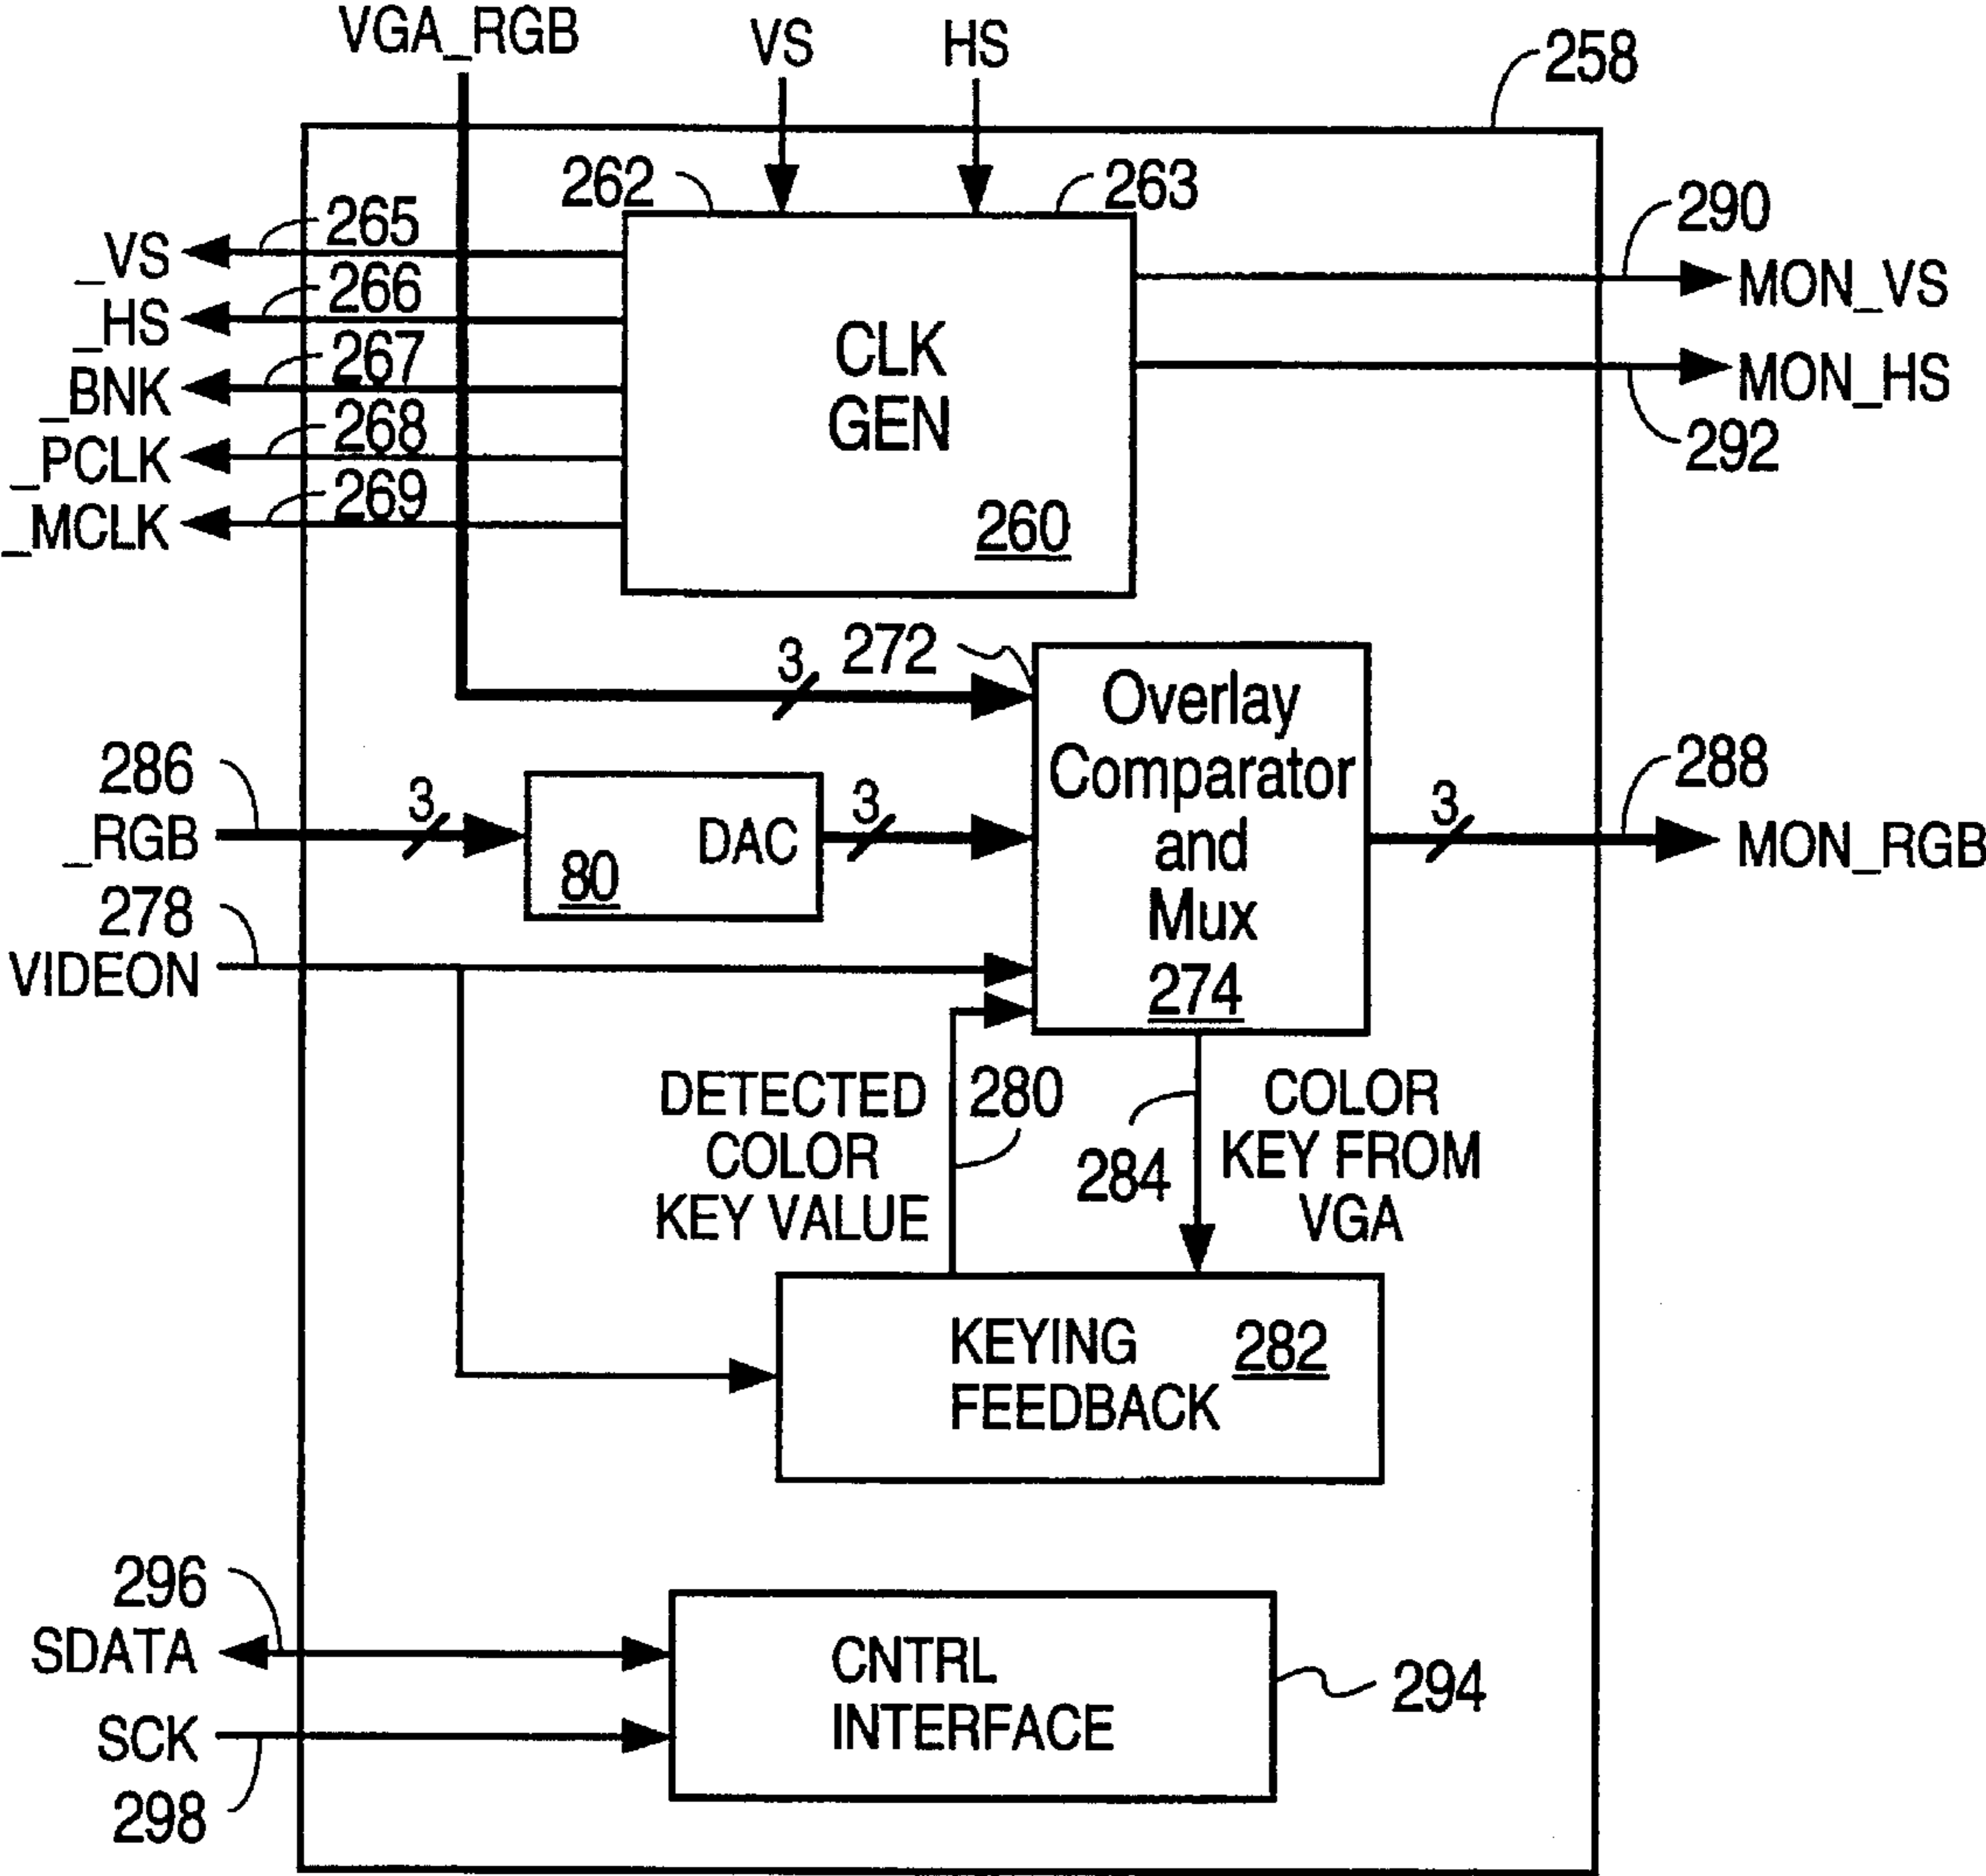 VGA_RGB
VS
HS
258
262
263
265
_VS
266
_HS
267
_BNK
268
_PCLK
269
_MCLK
CLK
GEN
260
290
MON_VS
MON_HS
292
3
272
Overlay
Comparator
and
Mux
274
286
_RGB
3
DAC
80
3
3
288
MON_RGB
278
VIDEON
DETECTED
COLOR
KEY VALUE
280
284
COLOR
KEY FROM
VGA
KEYING
FEEDBACK
282
296
SDATA
SCK
298
CNTRL
INTERFACE
294